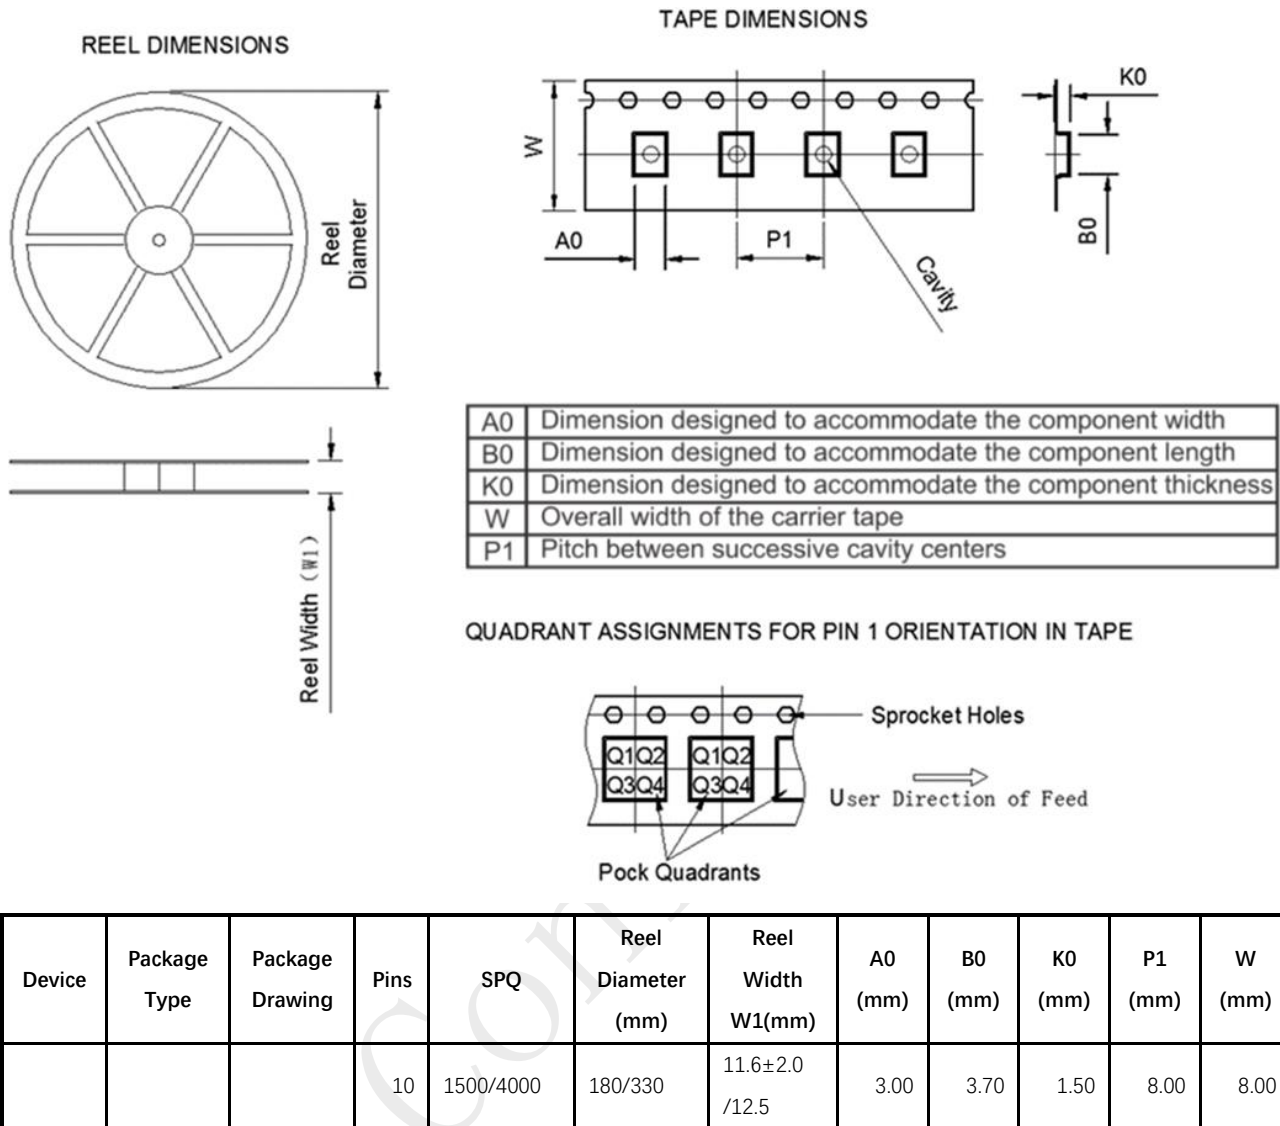 REEL DIMENSIONS
Reel
Diameter
Reel Width (W1)
TAPE DIMENSIONS
W
A0
P1
Cavity
K0
B0
A0 Dimension designed to accommodate the component width
B0 Dimension designed to accommodate the component length
K0 Dimension designed to accommodate the component thickness
W Overall width of the carrier tape
P1 Pitch between successive cavity centers
QUADRANT ASSIGNMENTS FOR PIN 1 ORIENTATION IN TAPE
Sprocket Holes
Q1 Q2 Q1 Q2
Q3 Q4 Q3 Q4
User Direction of Feed
Pock Quadrants
Device Package Type Package Drawing Pins SPQ Reel Diameter (mm) Reel Width W1(mm) A0 (mm) B0 (mm) K0 (mm) P1 (mm) W (mm)
10 1500/4000 180/330 11.6±2.0 /12.5 3.00 3.70 1.50 8.00 8.00